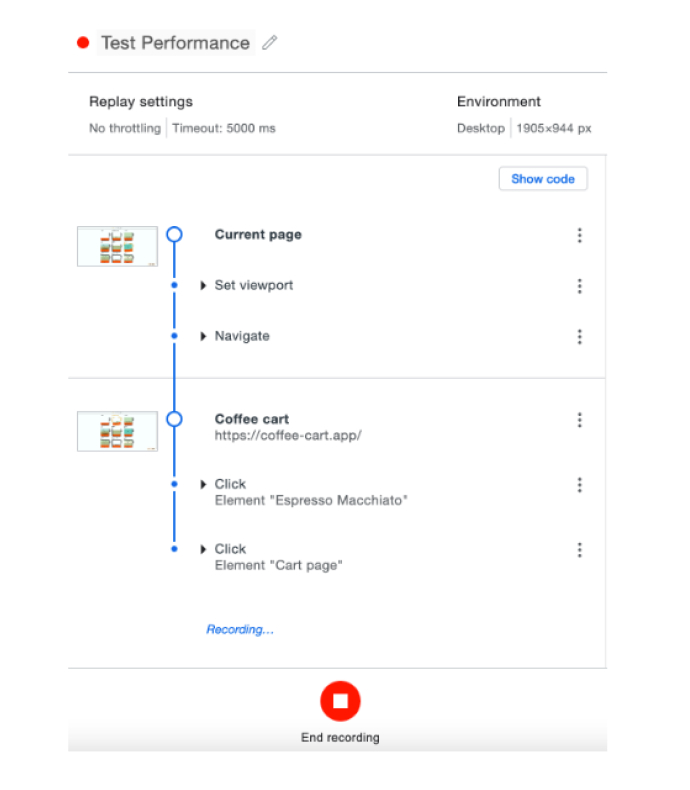 Test Performance
Replay settings
Environment
No throttling Timeout: 5000 ms
Desktop 1905×944 px
Show code
Current page
Set viewport
Navigate
Coffee cart
https://coffee-cart.app/
Click
Element "Espresso Macchiato"
Click
Element "Cart page"
Recording...
End recording